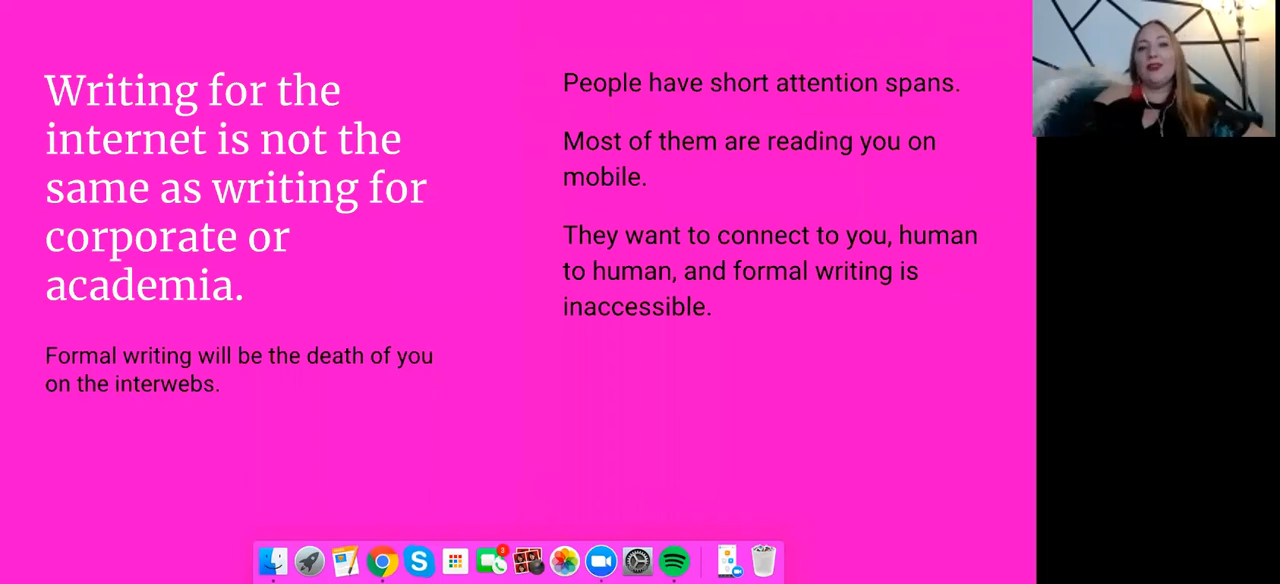 Writing for the
internet is not the
same as writing for
corporate or
academia.
Formal writing will be the death of you
on the interwebs.
People have short attention spans.
Most of them are reading you on
mobile.
They want to connect to you, human
to human, and formal writing is
inaccessible.
3